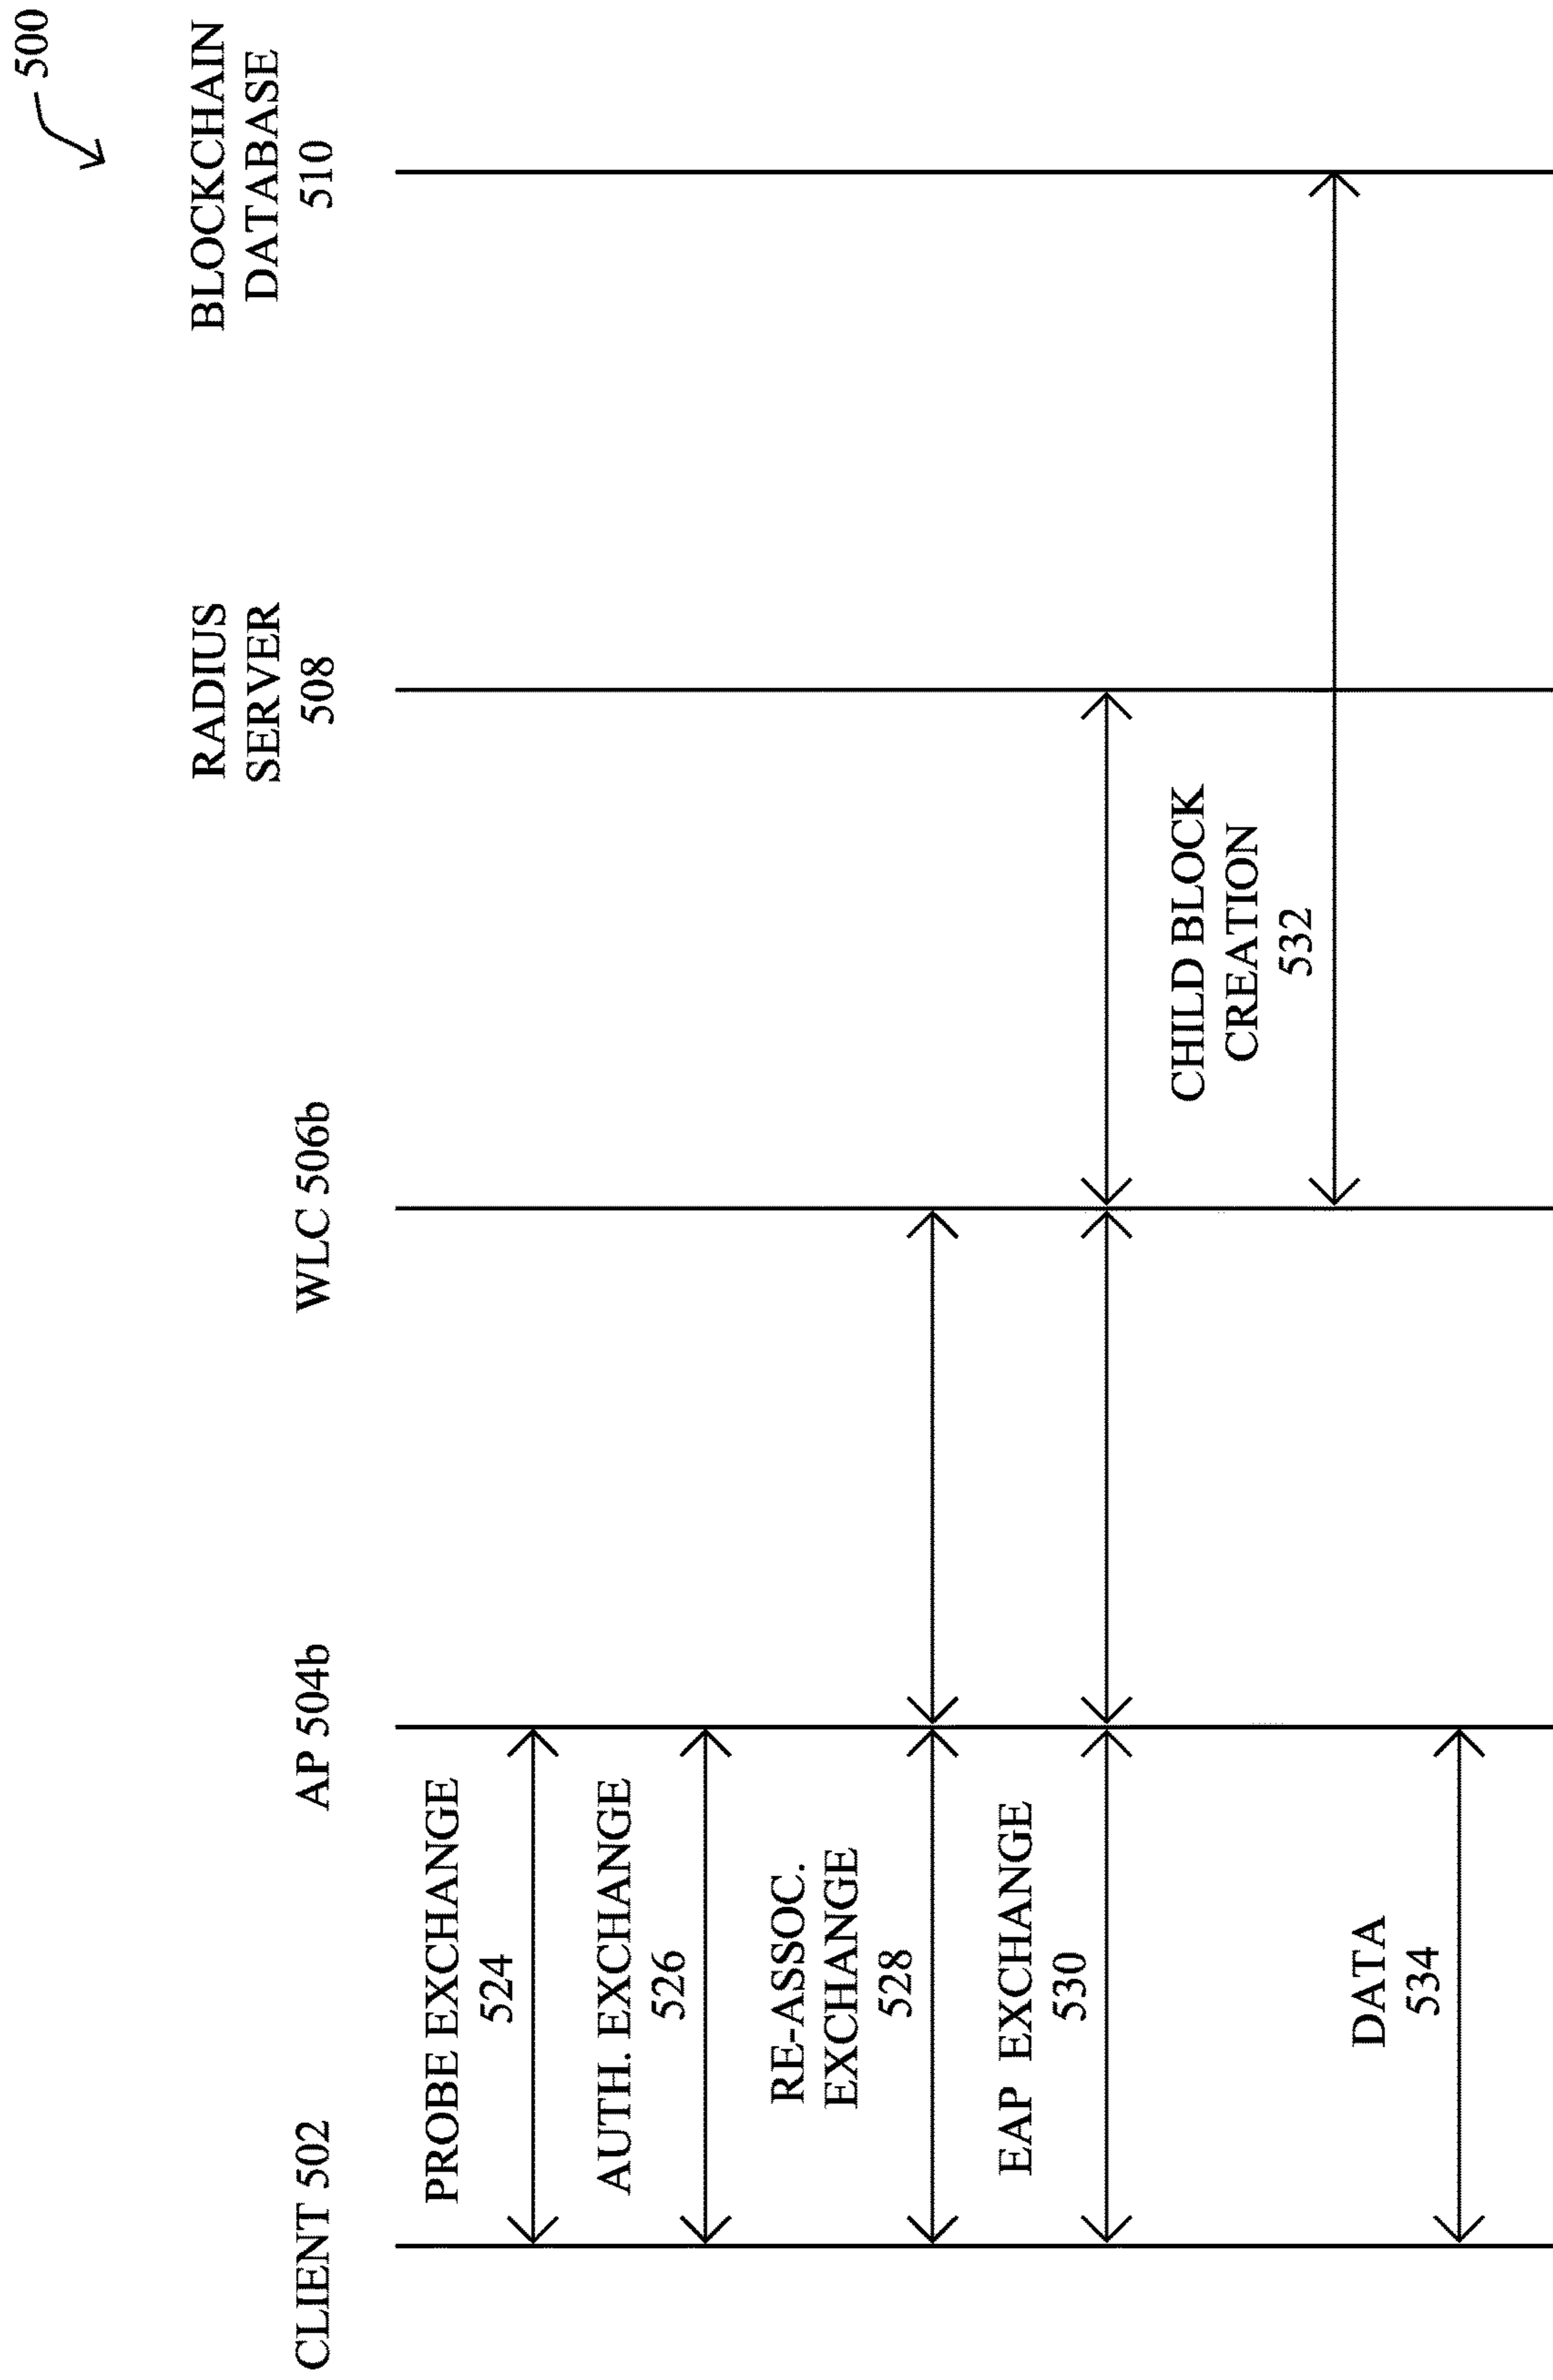 500
CLIENT 502
AP 504b
WLC 506b
RADIUS
SERVER
508
BLOCKCHAIN
DATABASE
510
PROBE EXCHANGE
524
AUTH. EXCHANGE
526
RE-ASSOC.
EXCHANGE
528
EAP EXCHANGE
530
CHILD BLOCK
CREATION
532
DATA
534